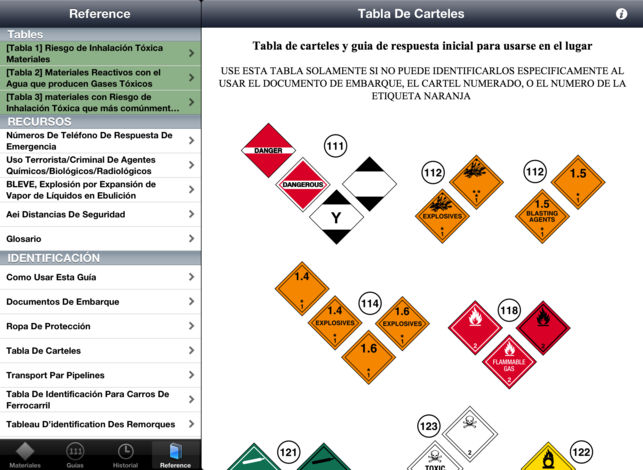 Reference
Tables
[Tabla 1] Riesgo de Inhalación Tóxica
Materiales
[Tabla 2] Materiales Reactivos con el
Agua que producen Gases Tóxicos
[Tabla 3] materiales con Riesgo de
Inhalación Tóxica que más comúnment...
RECURSOS
Números De Teléfono De Respuesta De
Emergencia
Uso Terrorista/Criminal De Agentes
Químicos/Biológicos/Radiológicos
BLEVE, Explosión por Expansión de
Vapor de Líquidos en Ebulición
Aei Distancias De Seguridad
Glosario
IDENTIFICACIÓN
Como Usar Esta Guía
Documentos De Embarque
Ropa De Protección
Tabla De Carteles
Transport Par Pipelines
Tabla De Identificación Para Carros De
Ferrocarril
Tableau D'identification Des Remorques
Materiales
111
Guías
Historial
Reference
Tabla De Carteles
i
Tabla de carteles y guia de respuesta inicial para usarse en el lugar
USE ESTA TABLA SOLAMENTE SI NO PUEDE IDENTIFICARLOS ESPECIFICAMENTE AL
USAR EL DOCUMENTO DE EMBARQUE, EL CARTEL NUMERADO, O EL NUMERO DE LA
ETIQUETA NARANJA
DANGER
111
DANGEROUS
Y
112
**
1
EXPLOSIVES
*
1
112
1.5
*
1
1.5
BLASTING
AGENTS
*
1
1.4
*
1
114
1.4
EXPLOSIVES
*
1
1.6
EXPLOSIVES
*
1
1.6
*
1
118
2
2
FLAMMABLE
GAS
2
123
2
TOXIC
121
122